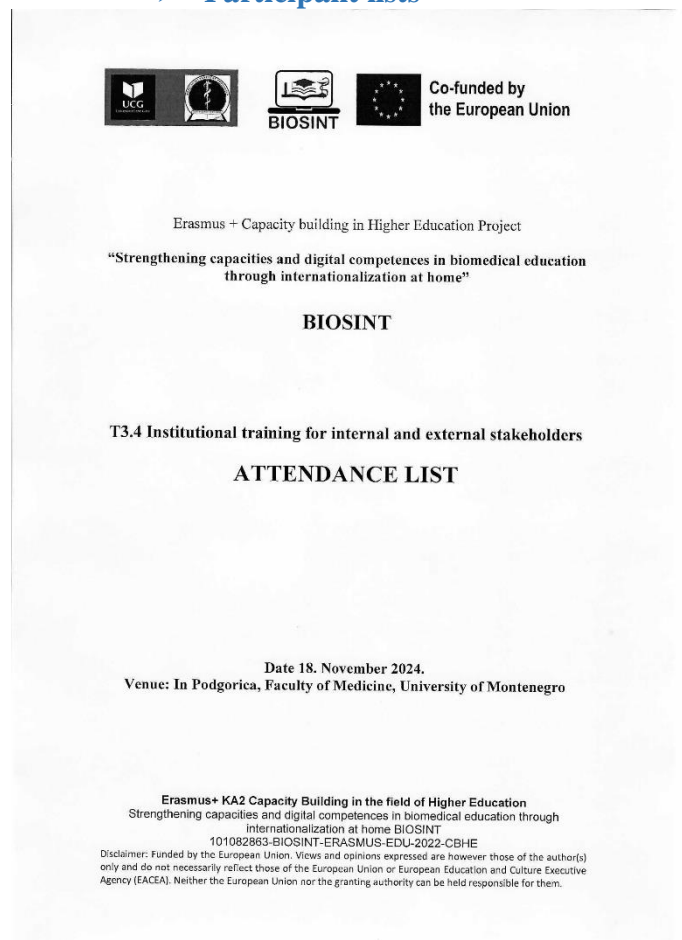 Participant lists
UCG
BIOSINT
Co-funded by
the European Union
Erasmus + Capacity building in Higher Education Project
“Strengthening capacities and digital competences in biomedical education
through internationalization at home”
BIOSINT
T3.4 Institutional training for internal and external stakeholders
ATTENDANCE LIST
Date 18. November 2024.
Venue: In Podgorica, Faculty of Medicine, University of Montenegro
Erasmus+ KA2 Capacity Building in the field of Higher Education
Strengthening capacities and digital competences in biomedical education through
internationalization at home BIOSINT
101082863-BIOSINT-ERASMUS-EDU-2022-CBHE
Disclaimer: Funded by the European Union. Views and opinions expressed are however those of the author(s)
only and do not necessarily reflect those of the European Union or European Education and Culture Executive
Agency (EACEA). Neither the European Union nor the granting authority can be held responsible for them.